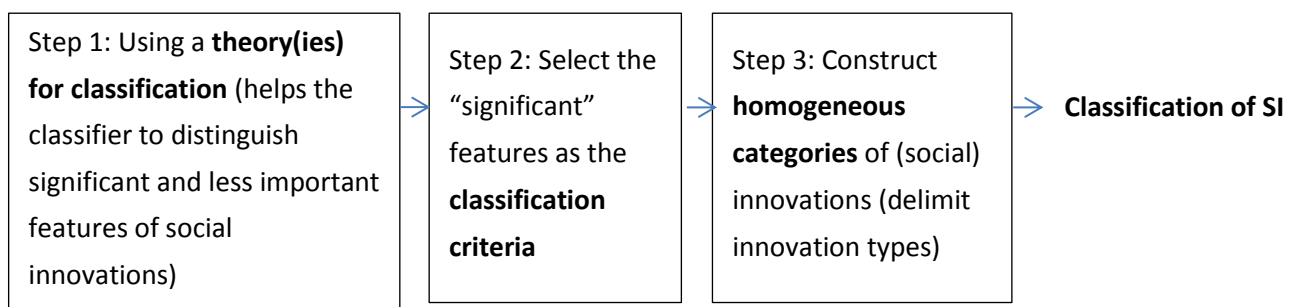 Step 1: Using a theory(ies)
for classification (helps the
classifier to distinguish
significant and less important
features of social
innovations)
Step 2: Select the
“significant”
features as the
classification
criteria
Step 3: Construct
homogeneous
categories of (social)
innovations (delimit
innovation types)
Classification of SI